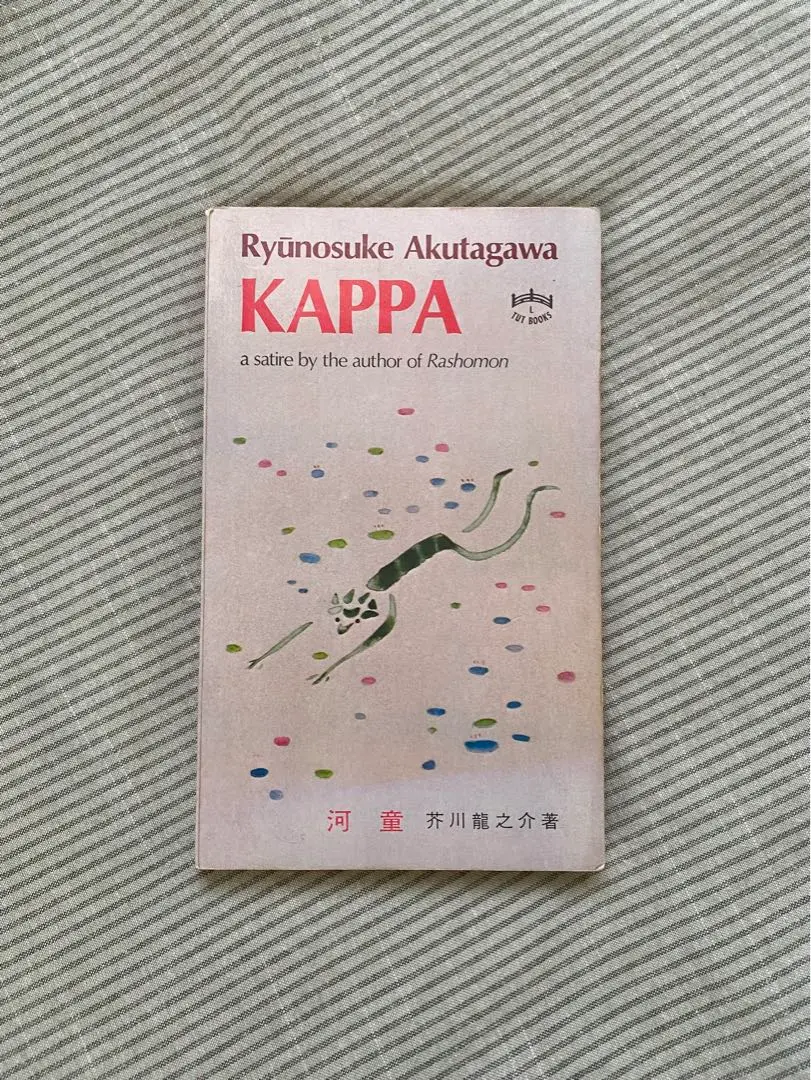 Ryūnosuke Akutagawa
KAPPA
L
TUT BOOKS
a satire by the author of Rashomon
河童 芥川龍之介著